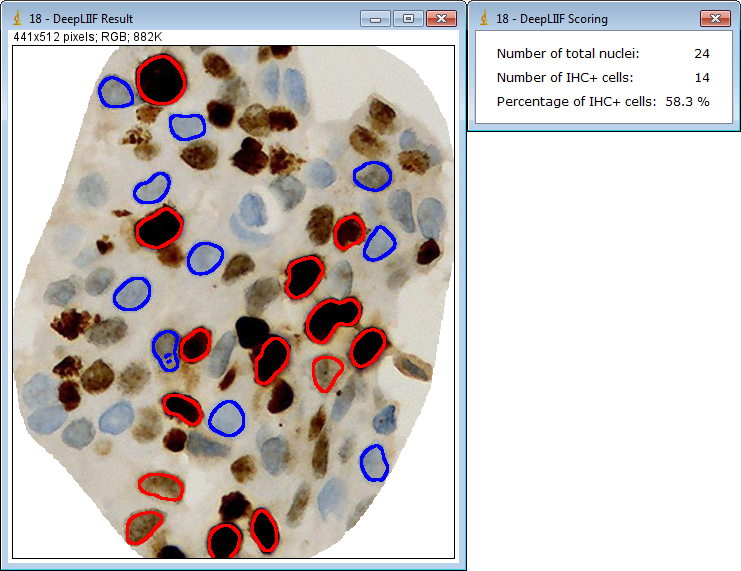 18 - DeepLIIF Result
441x512 pixels; RGB; 882K
18 - DeepLIIF Scoring
Number of total nuclei: 24
Number of IHC+ cells: 14
Percentage of IHC+ cells: 58.3 %